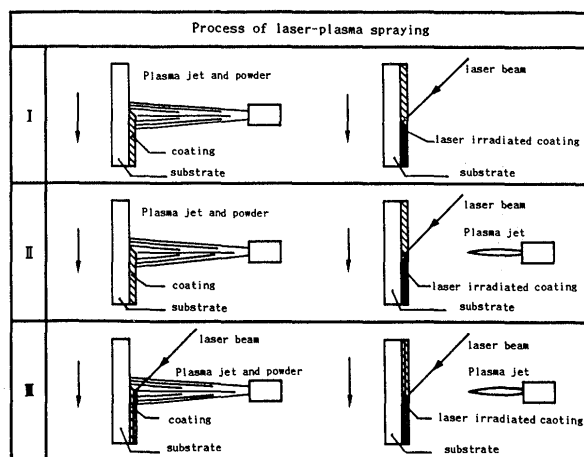 Process of laser-plasma spraying
I
Plasma jet and powder
coating
substrate
laser beam
laser irradiated coating
substrate
II
Plasma jet and powder
coating
substrate
laser beam
Plasma jet
laser irradiated coating
substrate
III
laser beam
Plasma jet and powder
coating
substrate
laser beam
Plasma jet
laser irradiated caoting
substrate